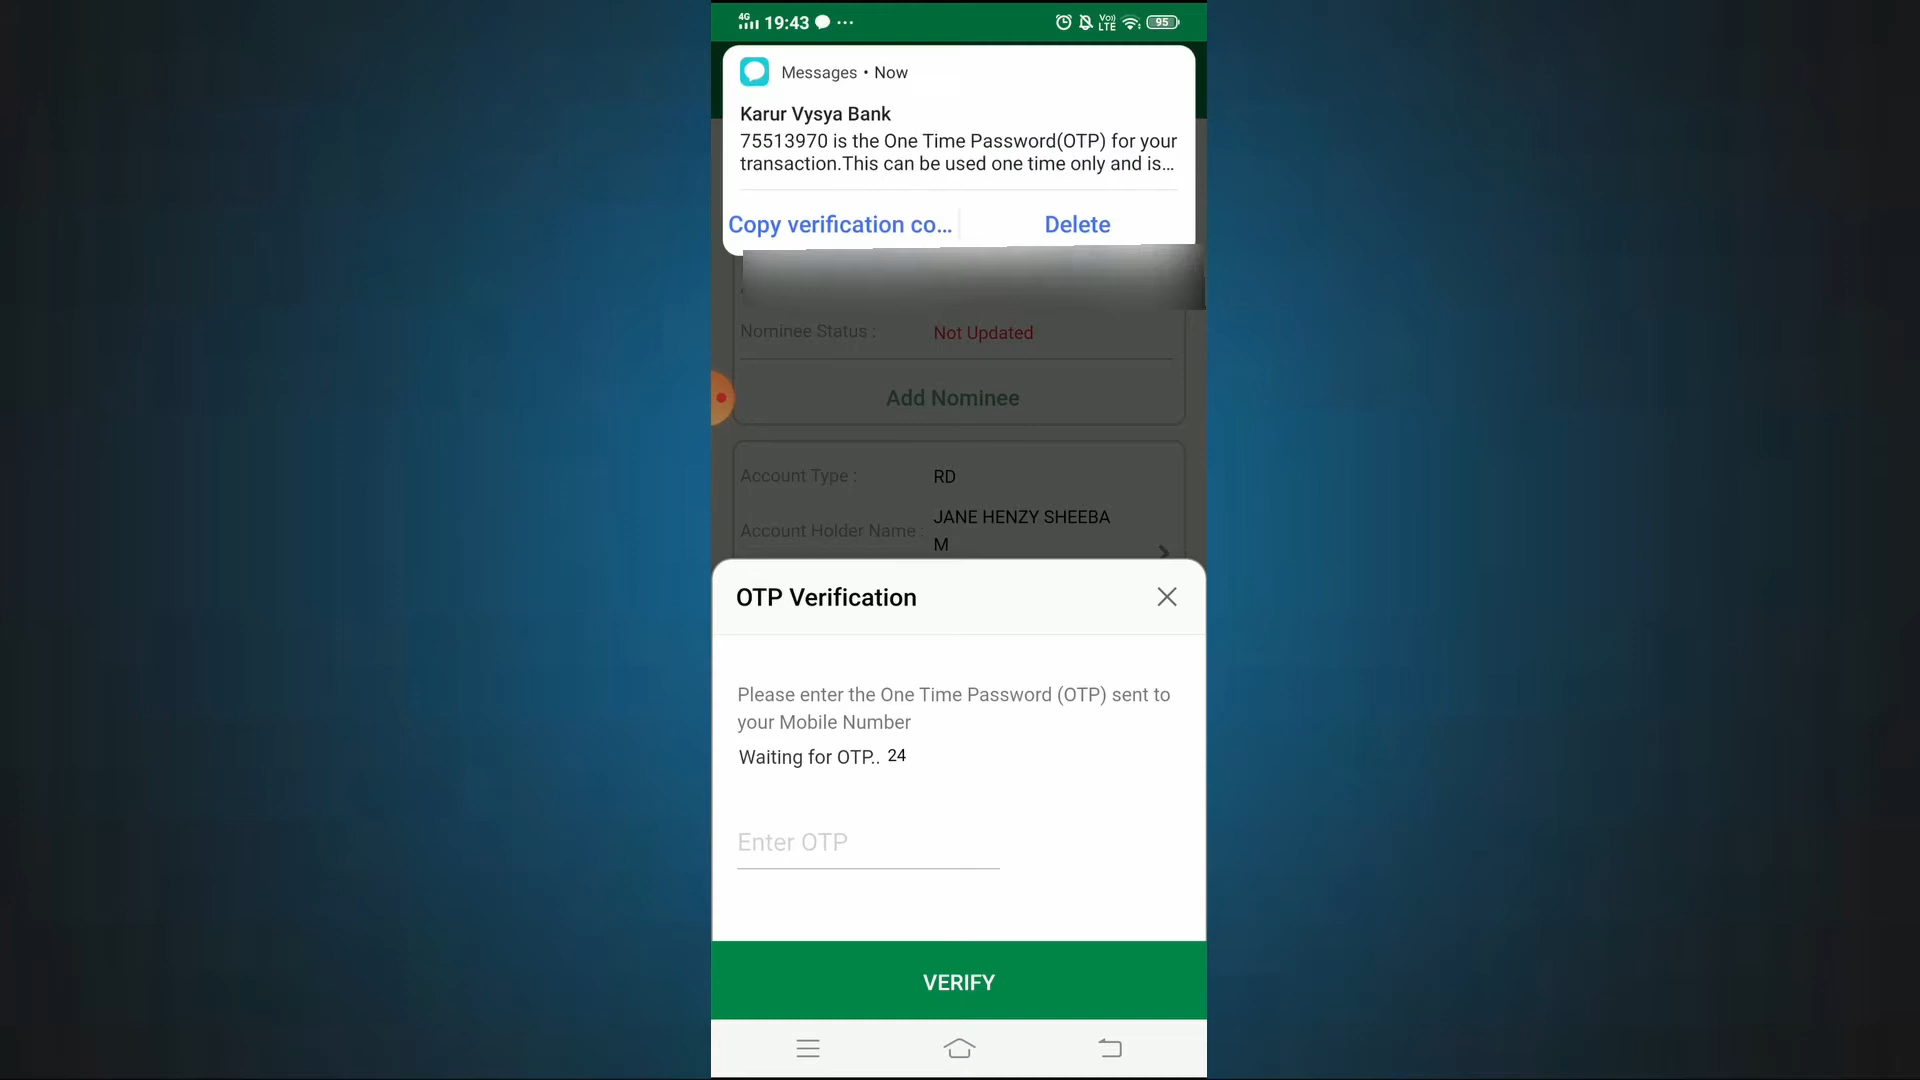 4G 19:43 ... Vo) LTE 95
Messages • Now
Karur Vysya Bank
75513970 is the One Time Password(OTP) for your
transaction.This can be used one time only and is...
Copy verification co... Delete
Nominee Status : Not Updated
Add Nominee
Account Type : RD
Account Holder Name : JANE HENZY SHEEBA
M
OTP Verification
Please enter the One Time Password (OTP) sent to
your Mobile Number
Waiting for OTP.. 24
Enter OTP
VERIFY